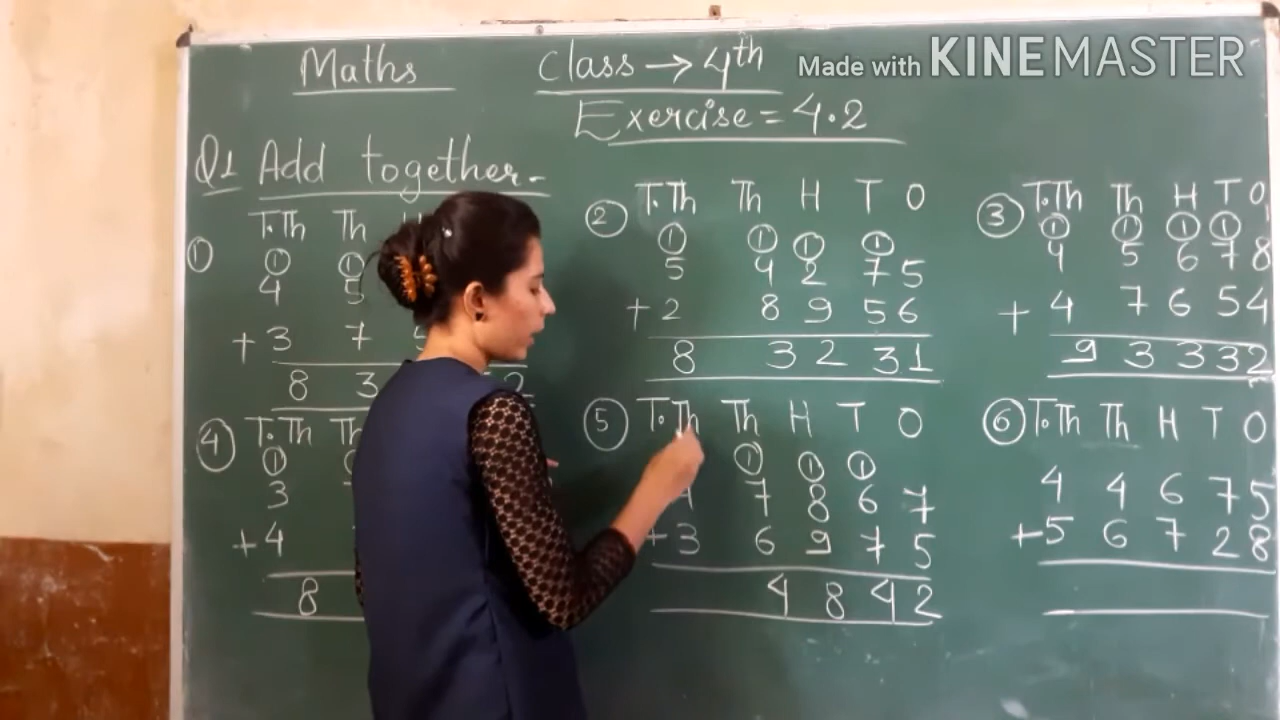 Maths
Class → 4th
Made with KINEMASTER
Exercise = 4.2
Q1 Add together-
① T.Th Th
① ①
4 5
+ 3 7
8 3 2
② T.Th Th H T O
① ① ① ①
5 4 2 7 5
+ 2 8 9 5 6
8 3 2 3 1
③ T.Th Th H T O
① ① ① ①
4 5 6 7 8
+ 4 7 6 5 4
9 3 3 3 2
④ T.Th Th
①
3
+ 4
8
⑤ T.Th Th H T O
① ① ①
7 8 6 7
+ 3 6 9 7 5
4 8 4 2
⑥ T.Th Th H T O
4 4 6 7 5
+ 5 6 7 2 8